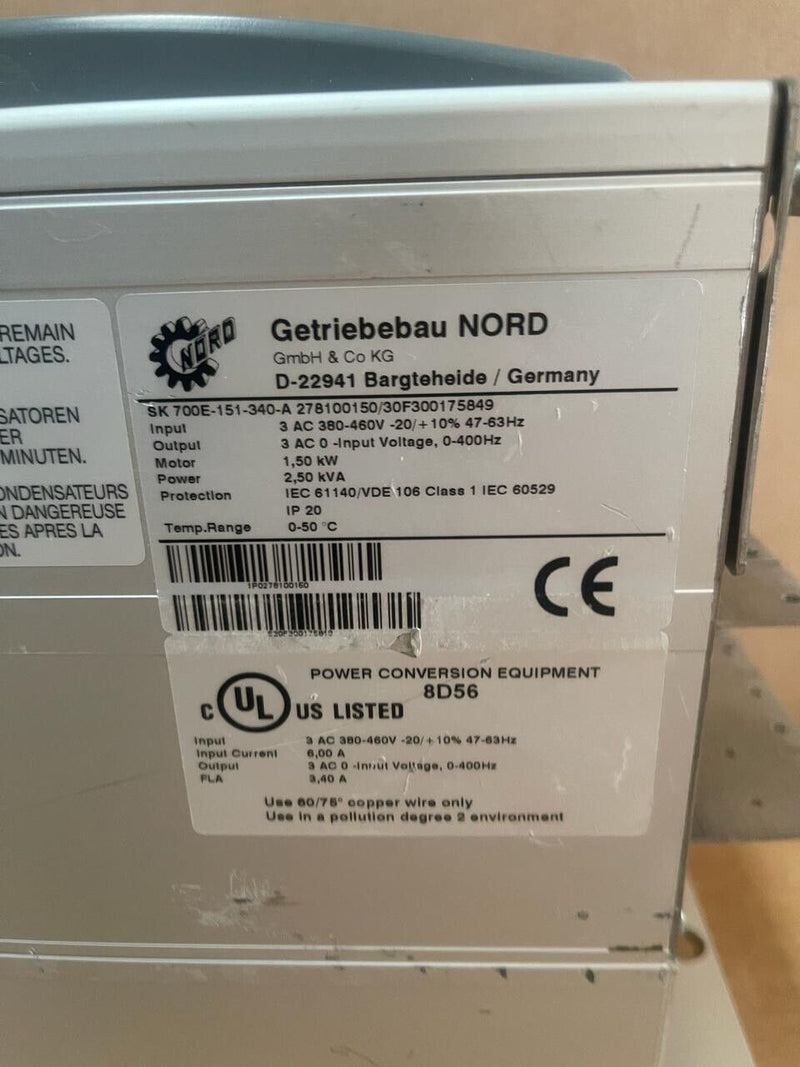 REMAIN
LTAGES.
SATOREN
ER
MINUTEN.
ONDENSATEURS
N DANGEREUSE
ES APRES LA
ON.
NORD
Getriebebau NORD
GmbH & Co KG
D-22941 Bargteheide / Germany
SK 700E-151-340-A 278100150/30F300175849
Input 3 AC 380-460V -20/+10% 47-63Hz
Output 3 AC 0 -Input Voltage, 0-400Hz
Motor 1,50 kW
Power 2,50 kVA
Protection IEC 61140/VDE 106 Class 1 IEC 60529
IP 20
Temp.Range 0-50 °C
CE
POWER CONVERSION EQUIPMENT
8D56
C UL US LISTED
Input 3 AC 380-460V -20/+10% 47-63Hz
Input Current 6,00 A
Output 3 AC 0 -Input Voltage, 0-400Hz
FLA 3,40 A
Use 60/75° copper wire only
Use in a pollution degree 2 environment